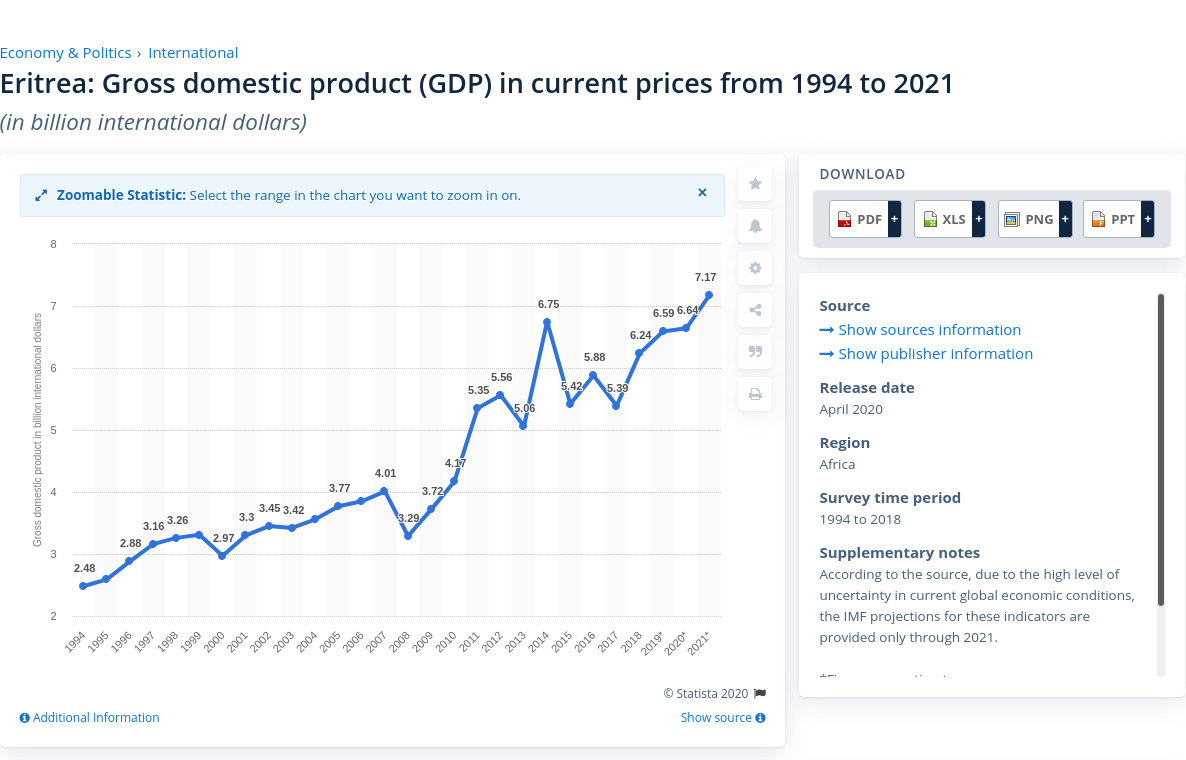 Economy & Politics › International
Eritrea: Gross domestic product (GDP) in current prices from 1994 to 2021
(in billion international dollars)
Zoomable Statistic: Select the range in the chart you want to zoom in on. ×
Gross domestic product in billion international dollars
8
7
6
5
4
3
2
2.48
2.88
3.16
3.26
2.97
3.3
3.45
3.42
3.77
4.01
3.29
3.72
4.17
5.35
5.56
5.06
6.75
5.42
5.88
5.39
6.24
6.59
6.64
7.17
1994
1995
1996
1997
1998
1999
2000
2001
2002
2003
2004
2005
2006
2007
2008
2009
2010
2011
2012
2013
2014
2015
2016
2017
2018
2019*
2020*
2021*
© Statista 2020
Additional Information
Show source
DOWNLOAD
PDF + XLS + PNG + PPT +
Source
Show sources information
Show publisher information
Release date
April 2020
Region
Africa
Survey time period
1994 to 2018
Supplementary notes
According to the source, due to the high level of
uncertainty in current global economic conditions,
the IMF projections for these indicators are
provided only through 2021.